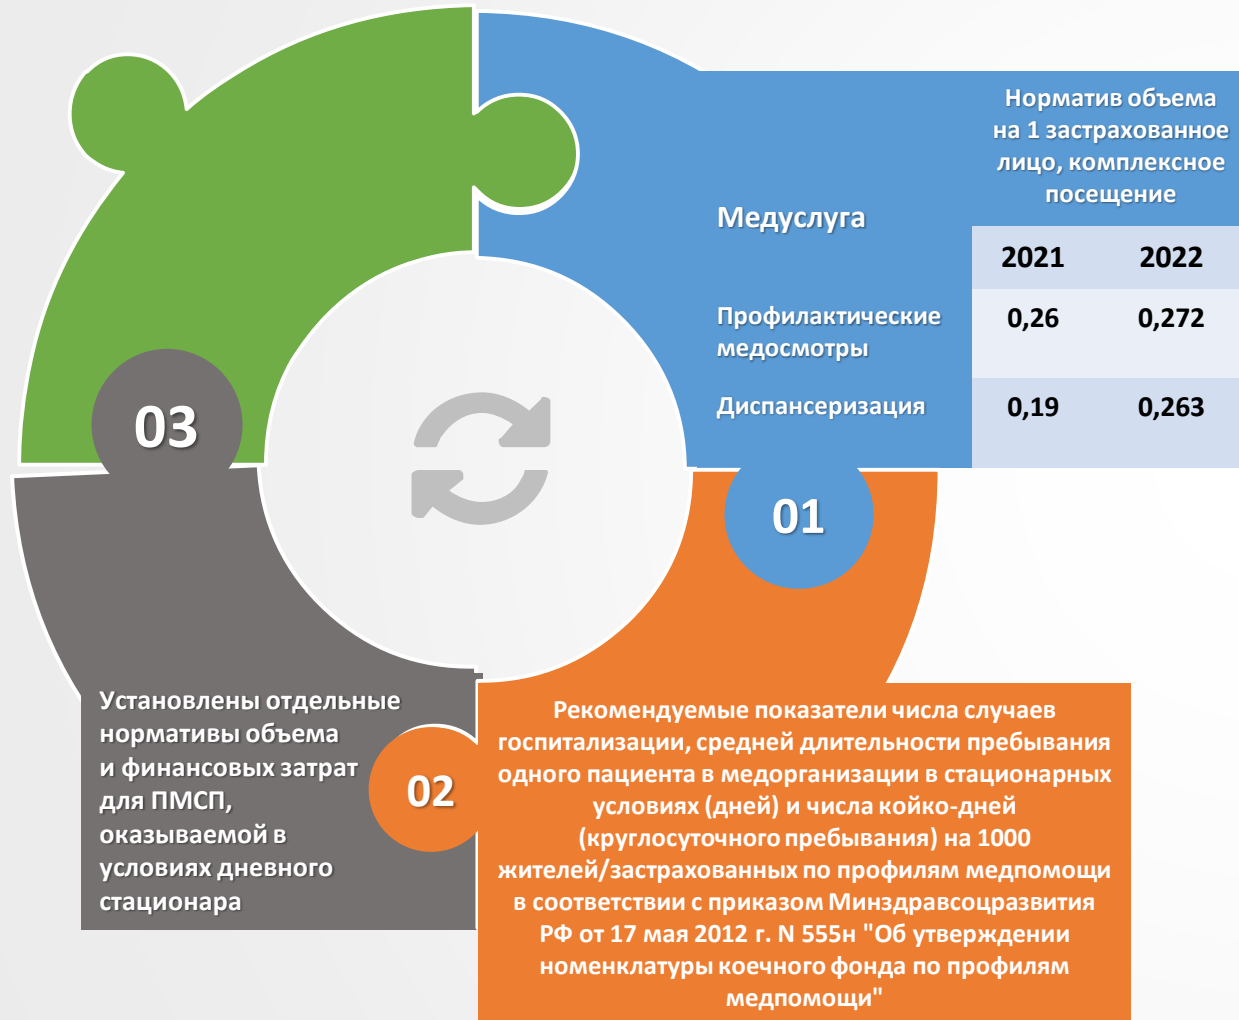 Норматив объема
на 1 застрахованное
лицо, комплексное
посещение
Медуслуга
2021 2022
Профилактические
медосмотры
0,26 0,272
Диспансеризация 0,19 0,263
01
Рекомендуемые показатели числа случаев
госпитализации, средней длительности пребывания
одного пациента в медорганизации в стационарных
условиях (дней) и числа койко-дней
(круглосуточного пребывания) на 1000
жителей/застрахованных по профилям медпомощи
в соответствии с приказом Минздравсоцразвития
РФ от 17 мая 2012 г. N 555н "Об утверждении
номенклатуры коечного фонда по профилям
медпомощи"
02
Установлены отдельные
нормативы объема
и финансовых затрат
для ПМСП,
оказываемой в
условиях дневного
стационара
03